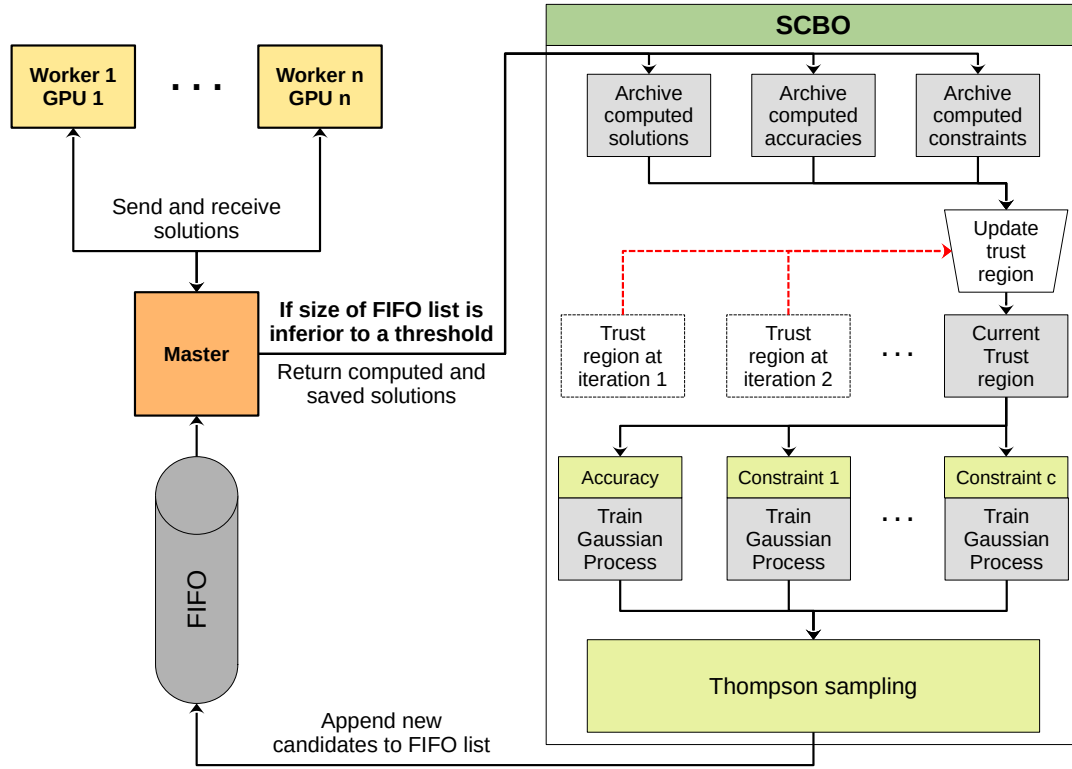 SCBO
Worker 1
GPU 1
. . .
Worker n
GPU n
Archive
computed
solutions
Archive
computed
accuracies
Archive
computed
constraints
Send and receive
solutions
Update
trust
region
If size of FIFO list is
inferior to a threshold
Master
Return computed and
saved solutions
Trust
region at
iteration 1
Trust
region at
iteration 2
. . .
Current
Trust
region
Accuracy
Train
Gaussian
Process
Constraint 1
Train
Gaussian
Process
. . .
Constraint c
Train
Gaussian
Process
FIFO
Thompson sampling
Append new
candidates to FIFO list